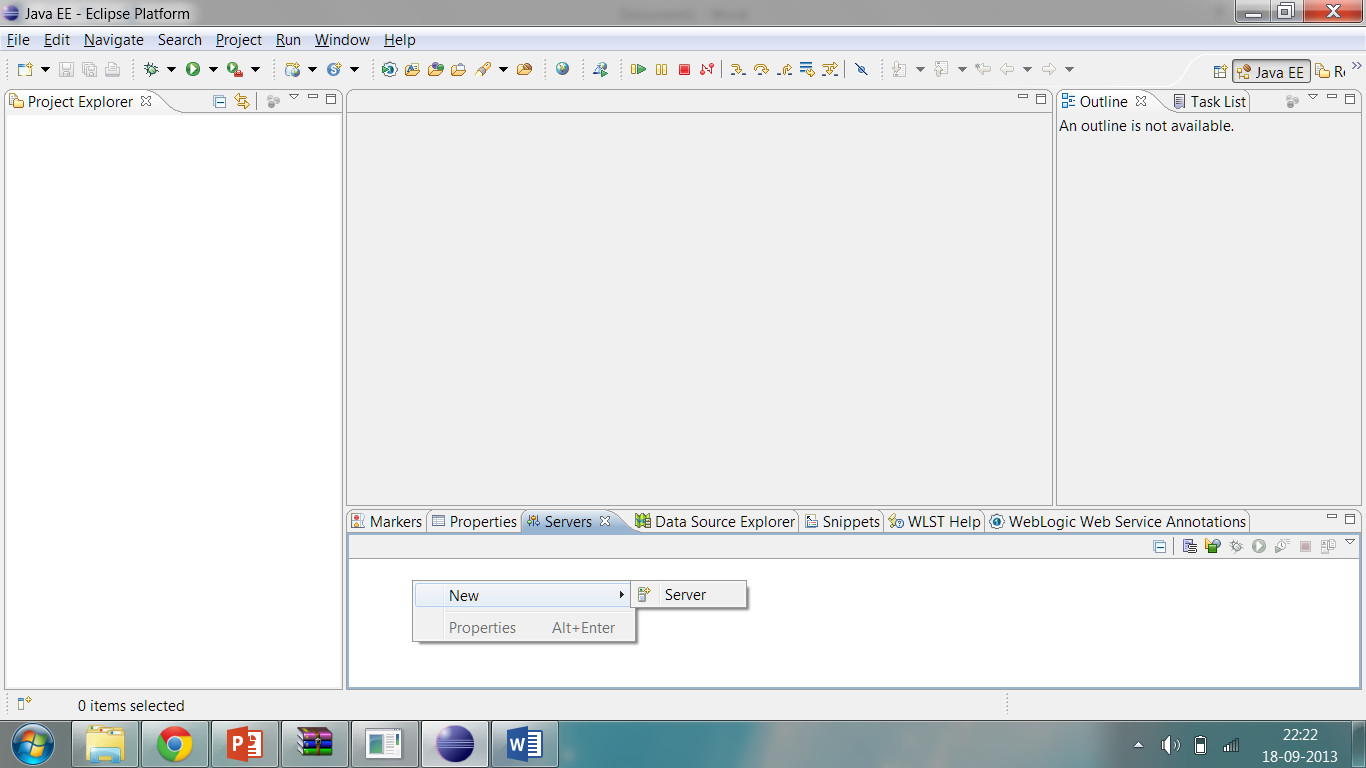 Java EE - Eclipse Platform
File Edit Navigate Search Project Run Window Help
Java EE
Project Explorer
Outline Task List
An outline is not available.
Markers Properties Servers Data Source Explorer Snippets WLST Help WebLogic Web Service Annotations
New Server
Properties Alt+Enter
0 items selected
22:22
18-09-2013